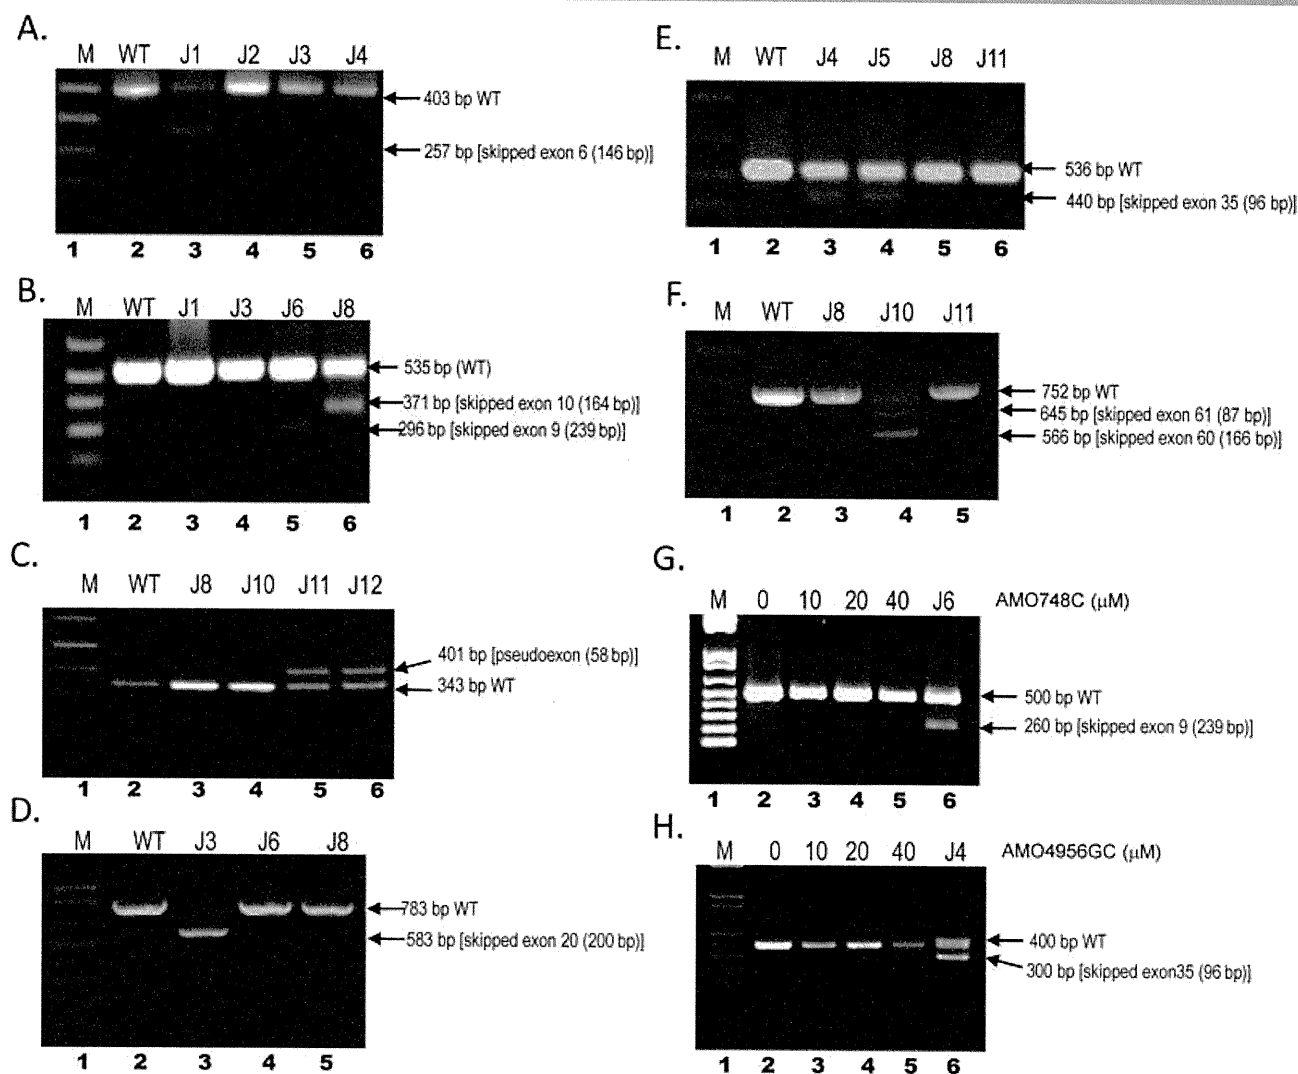 A.
M WT J1 J2 J3 J4
403 bp WT
257 bp [skipped exon 6 (146 bp)]
1 2 3 4 5 6
B.
M WT J1 J3 J6 J8
535 bp (WT)
371 bp [skipped exon 10 (164 bp)]
296 bp [skipped exon 9 (239 bp)]
1 2 3 4 5 6
C.
M WT J8 J10 J11 J12
401 bp [pseudoexon (58 bp)]
343 bp WT
1 2 3 4 5 6
D.
M WT J3 J6 J8
783 bp WT
583 bp [skipped exon 20 (200 bp)]
1 2 3 4 5
E.
M WT J4 J5 J8 J11
536 bp WT
440 bp [skipped exon 35 (96 bp)]
1 2 3 4 5 6
F.
M WT J8 J10 J11
752 bp WT
645 bp [skipped exon 61 (87 bp)]
566 bp [skipped exon 60 (166 bp)]
1 2 3 4 5
G.
M 0 10 20 40 J6 AMO748C (μM)
500 bp WT
260 bp [skipped exon 9 (239 bp)]
1 2 3 4 5 6
H.
M 0 10 20 40 J4 AMO4956GC (μM)
400 bp WT
300 bp [skipped exon35 (96 bp)]
1 2 3 4 5 6